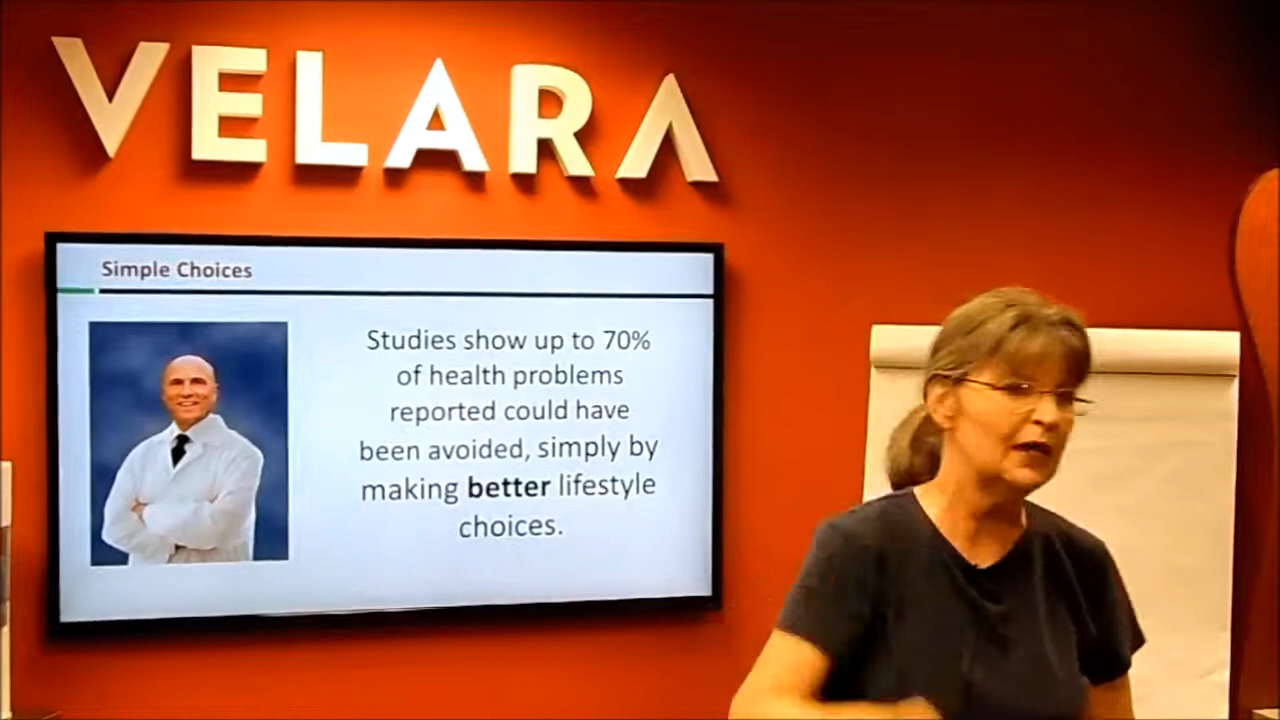 VELARA
Simple Choices
Studies show up to 70%
of health problems
reported could have
been avoided, simply by
making better lifestyle
choices.